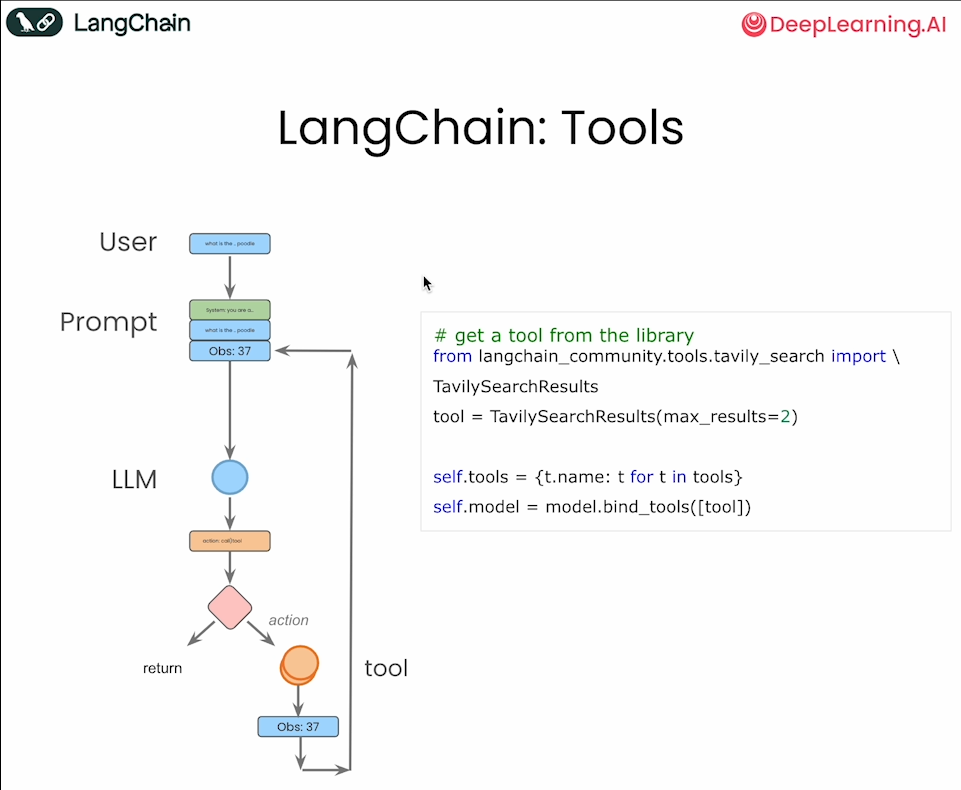 LangChain
DeepLearning.AI
LangChain: Tools
User
what is the .. poodle
Prompt
System: you are a..
what is the .. poodle
Obs: 37
LLM
action: call}tool
action
return
tool
Obs: 37
# get a tool from the library
from langchain_community.tools.tavily_search import \
TavilySearchResults
tool = TavilySearchResults(max_results=2)
self.tools = {t.name: t for t in tools}
self.model = model.bind_tools([tool])